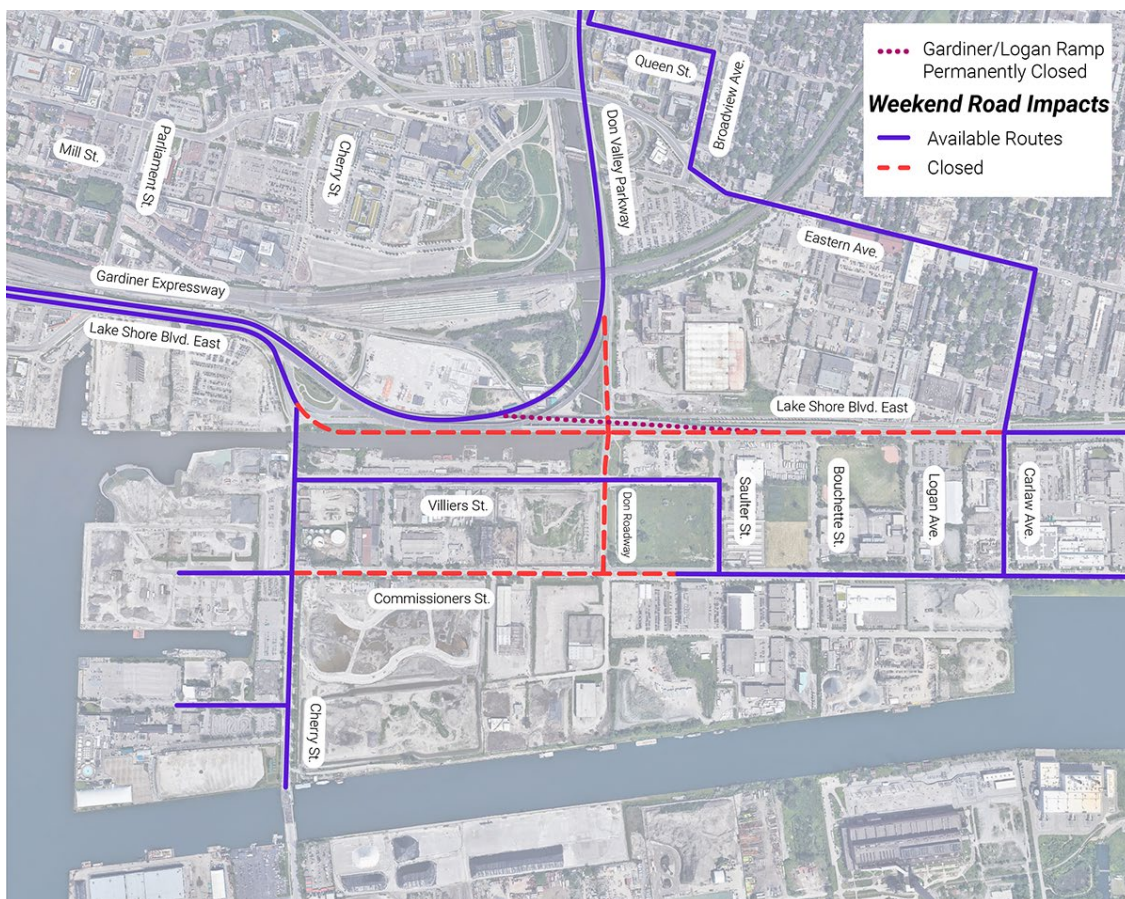 Gardiner/Logan Ramp
Permanently Closed
Weekend Road Impacts
Available Routes
Closed
Queen St.
Broadview Ave.
Don Valley Parkway
Mill St.
Parliament St.
Cherry St.
Eastern Ave.
Gardiner Expressway
Lake Shore Blvd. East
Lake Shore Blvd. East
Villiers St.
Don Roadway
Saulter St.
Bouchette St.
Logan Ave.
Carlaw Ave.
Commissioners St.
Cherry St.